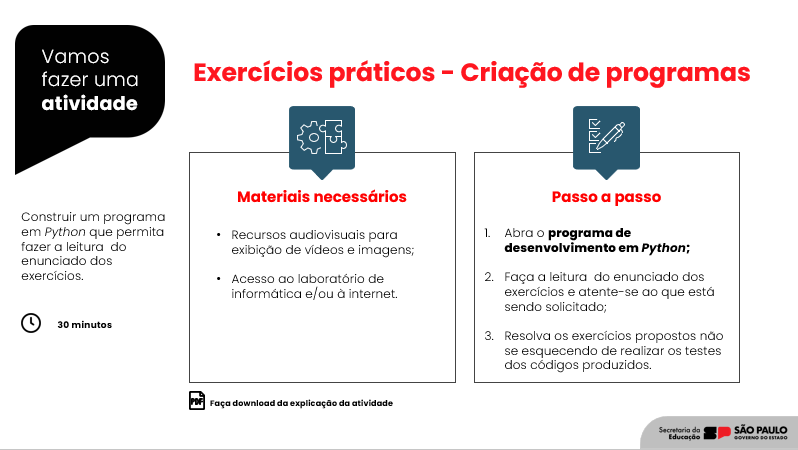 Vamos
fazer uma
atividade
Exercícios práticos – Criação de programas
Construir um programa
em Python que permita
fazer a leitura do
enunciado dos
exercícios.
30 minutos
Materiais necessários
• Recursos audiovisuais para
exibição de vídeos e imagens;
• Acesso ao laboratório de
informática e/ou à internet.
Passo a passo
1. Abra o programa de
desenvolvimento em Python;
2. Faça a leitura do enunciado dos
exercícios e atente-se ao que está
sendo solicitado;
3. Resolva os exercícios propostos não
se esquecendo de realizar os testes
dos códigos produzidos.
PDF
Faça download da explicação da atividade
Secretaria da
Educação
SP
SÃO PAULO
GOVERNO DO ESTADO